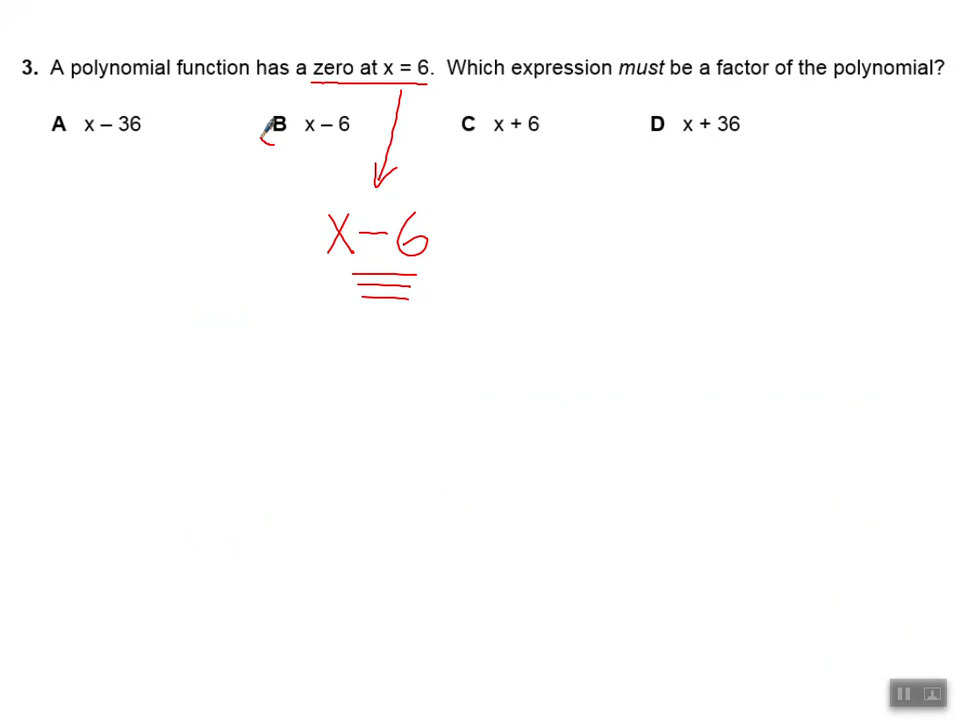 3. A polynomial function has a zero at x = 6. Which expression must be a factor of the polynomial?
A x – 36 B x – 6 C x + 6 D x + 36
x – 6